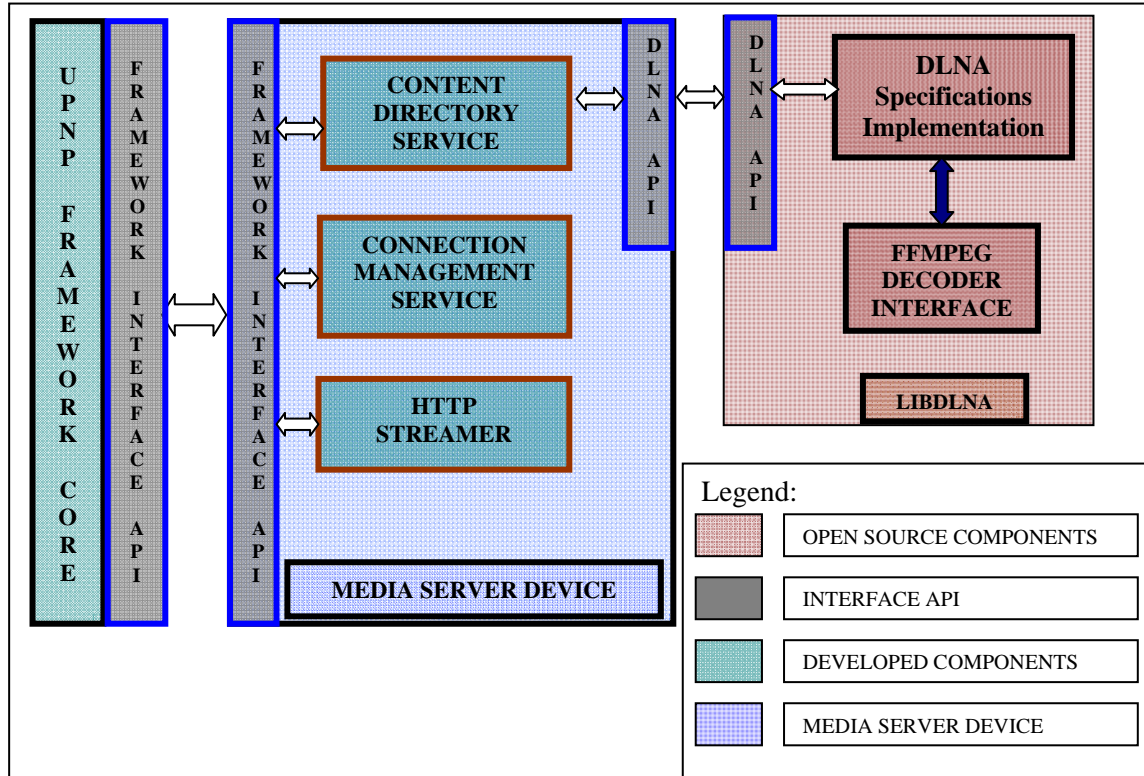 UPNP FRAMEWORK CORE
FRAMEWORK INTERFACE API
FRAMEWORK INTERFACE API
CONTENT
DIRECTORY
SERVICE
CONNECTION
MANAGEMENT
SERVICE
HTTP
STREAMER
MEDIA SERVER DEVICE
DLNA API
DLNA API
DLNA
Specifications
Implementation
FFMPEG
DECODER
INTERFACE
LIBDLNA
Legend:
OPEN SOURCE COMPONENTS
INTERFACE API
DEVELOPED COMPONENTS
MEDIA SERVER DEVICE